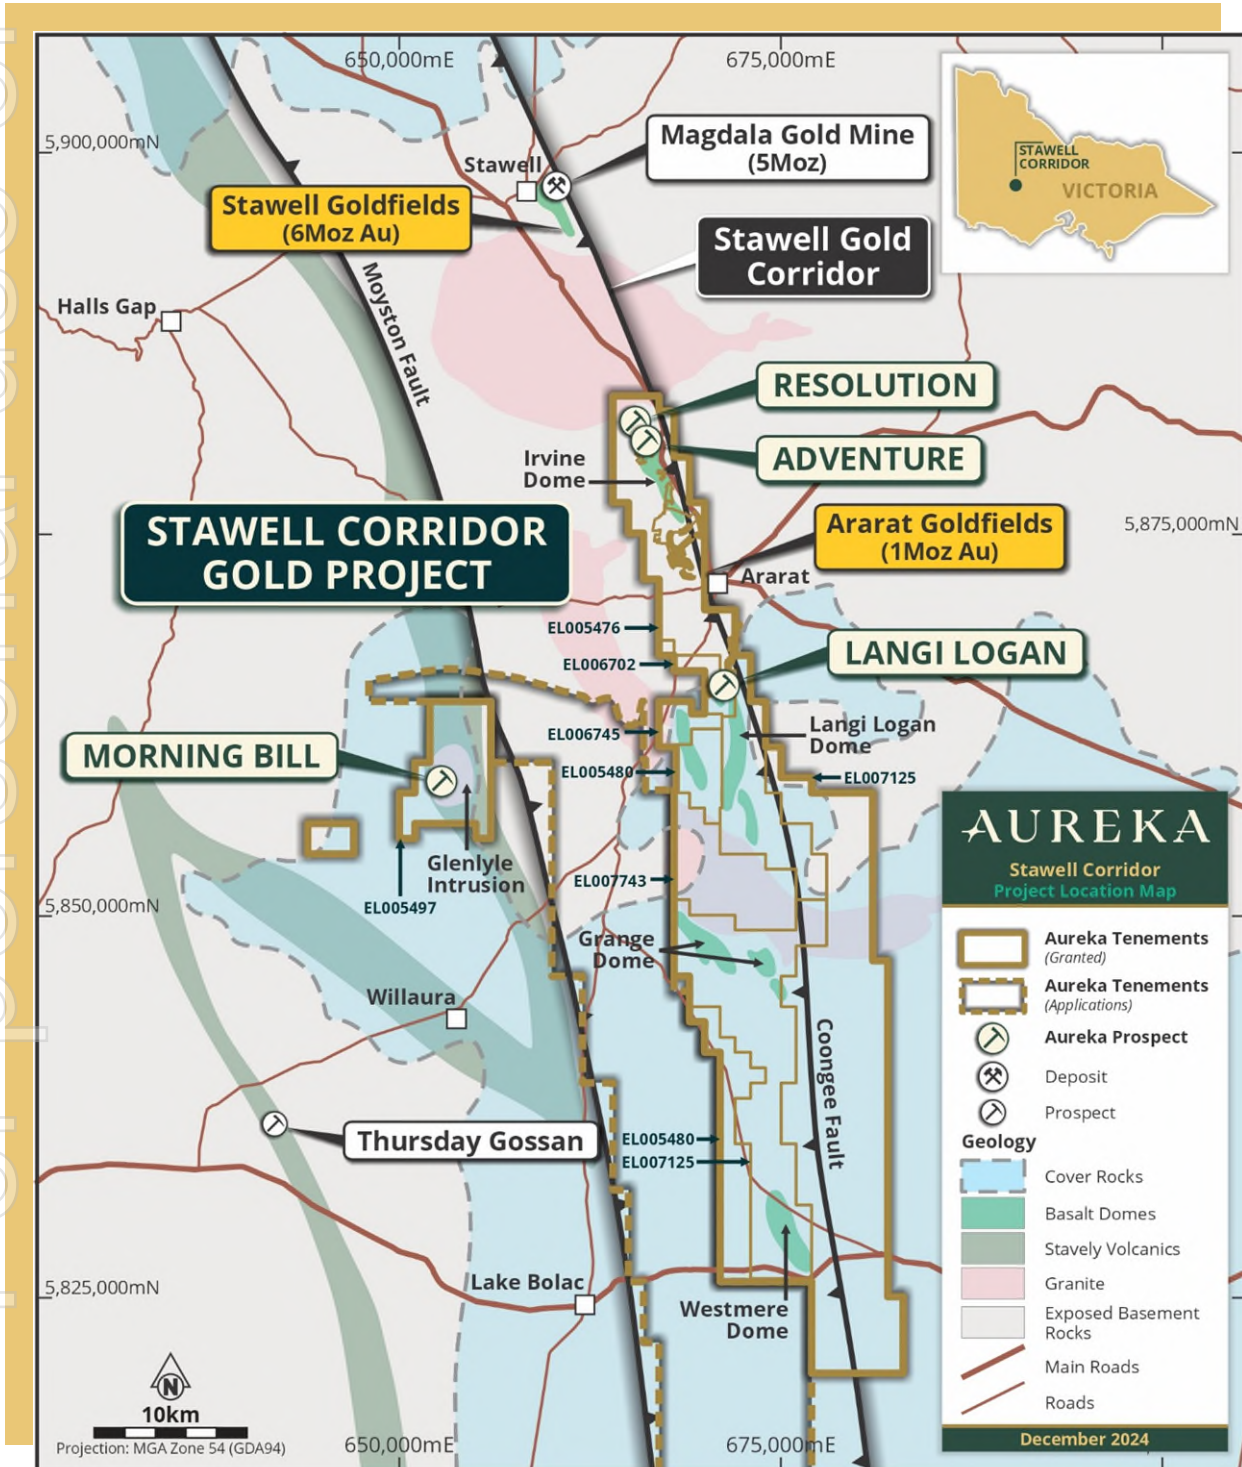 650,000mE
675,000mE
5,900,000mN
Stawell
Magdala Gold Mine
(5Moz)
STAWELL
CORRIDOR
VICTORIA
Stawell Goldfields
(6Moz Au)
Stawell Gold
Corridor
Halls Gap
Moyston Fault
RESOLUTION
ADVENTURE
Irvine
Dome
STAWELL CORRIDOR
GOLD PROJECT
Ararat Goldfields
(1Moz Au)
5,875,000mN
Ararat
EL005476
EL006702
LANGI LOGAN
Langi Logan
Dome
EL006745
EL005480
EL007125
MORNING BILL
Glenlyle
Intrusion
EL005497
EL007743
5,850,000mN
Grange
Dome
Willaura
Coongee Fault
Thursday Gossan
EL005480
EL007125
Lake Bolac
5,825,000mN
Westmere
Dome
AUREKA
Stawell Corridor
Project Location Map
Aureka Tenements
(Granted)
Aureka Tenements
(Applications)
Aureka Prospect
Deposit
Prospect
Geology
Cover Rocks
Basalt Domes
Stavely Volcanics
Granite
Exposed Basement
Rocks
Main Roads
Roads
December 2024
N
10km
Projection: MGA Zone 54 (GDA94)
650,000mE
675,000mE